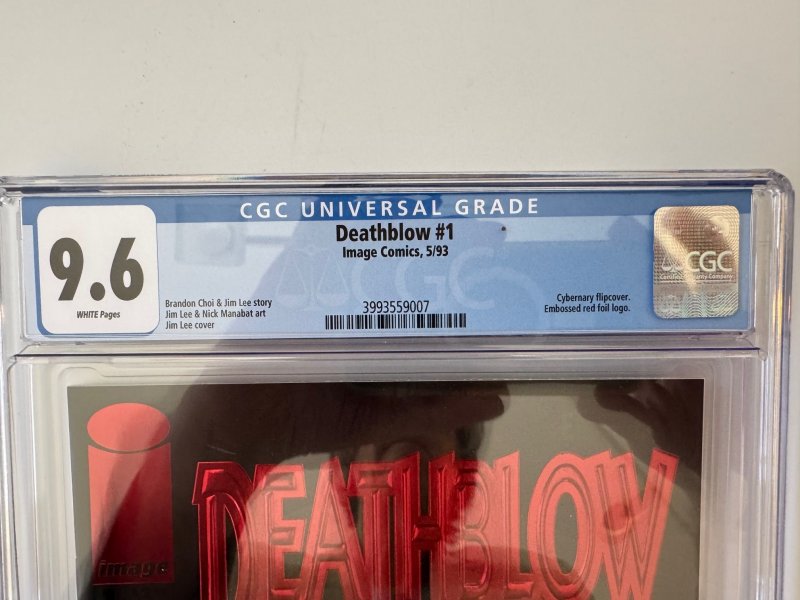 CGC UNIVERSAL GRADE
9.6
WHITE Pages
Deathblow #1
Image Comics, 5/93
Brandon Choi & Jim Lee story
Jim Lee & Nick Manabat art
Jim Lee cover
3993559007
Cybernary flipcover.
Embossed red foil logo.
CGC
CGC
i
image
DEATHBLOW